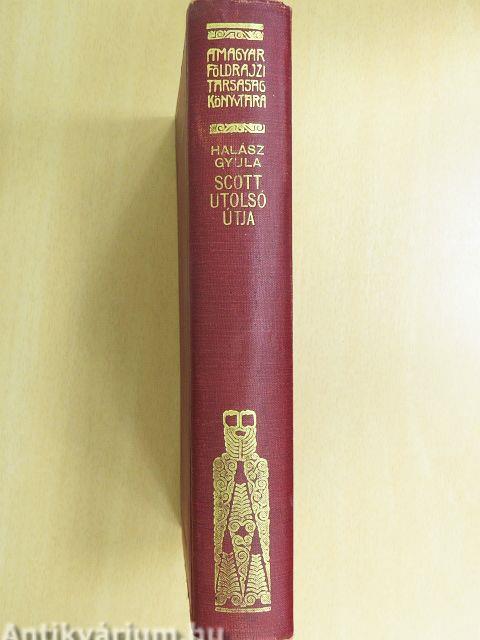 A MAGYAR
FÖLDRAJZI
TÁRSASÁG
KÖNYVTÁRA
HALÁSZ
GYULA
SCOTT
UTOLSÓ
ÚTJA
Antikvárium.hu